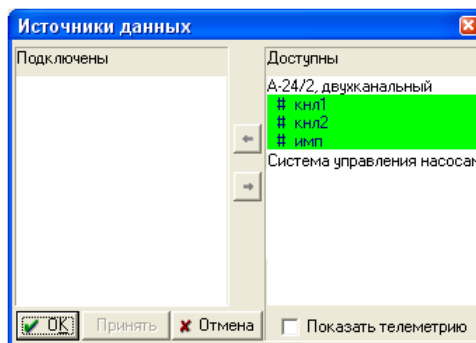 Источники данных
Подключены
Доступны
А-24/2, двухканальный
# кнл1
# кнл2
# имп
Система управления насосам
OK
Принять
Отмена
Показать телеметрию